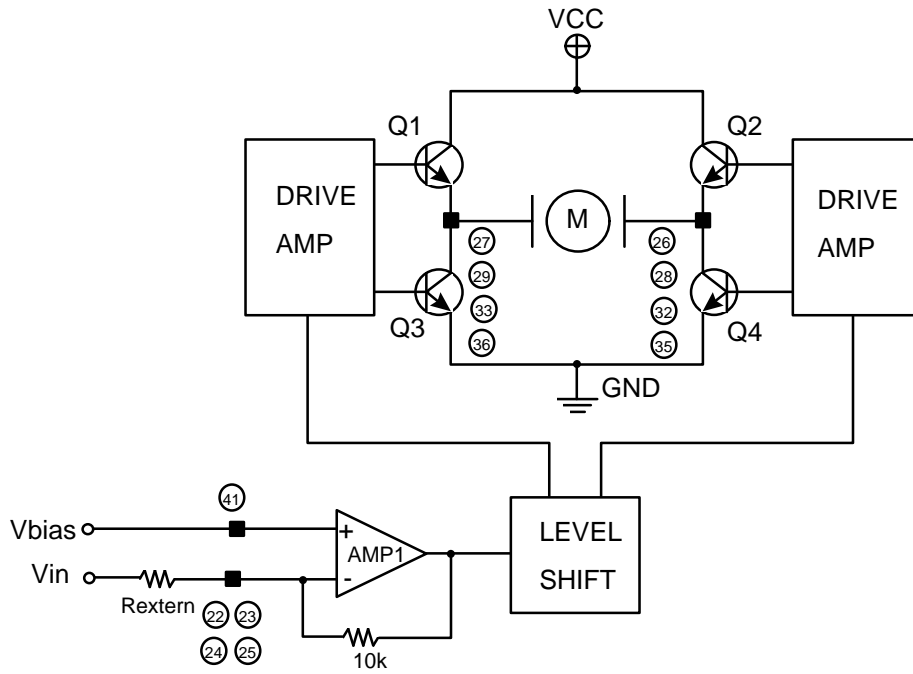 VCC
Q1
Q2
DRIVE
AMP
M
DRIVE
AMP
27
26
29
28
33
32
36
35
Q3
Q4
GND
41
Vbias
+
AMP1
-
Vin
Rextern
22 23
24 25
10k
LEVEL
SHIFT